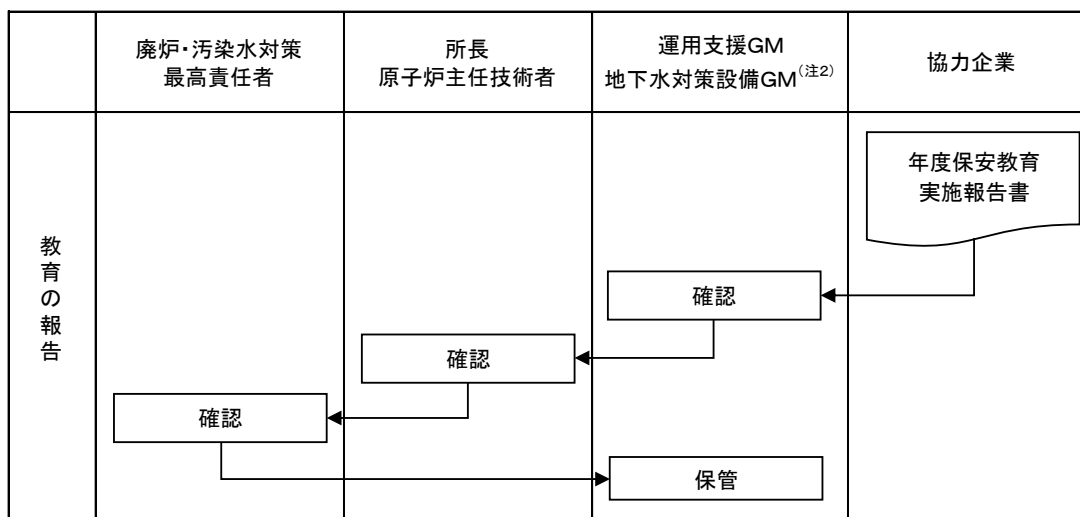 廃炉・汚染水対策
最高責任者
所長
原子炉主任技術者
運用支援GM
地下水対策設備GM(注2)
協力企業
教育の報告
年度保安教育
実施報告書
確認
確認
確認
保管